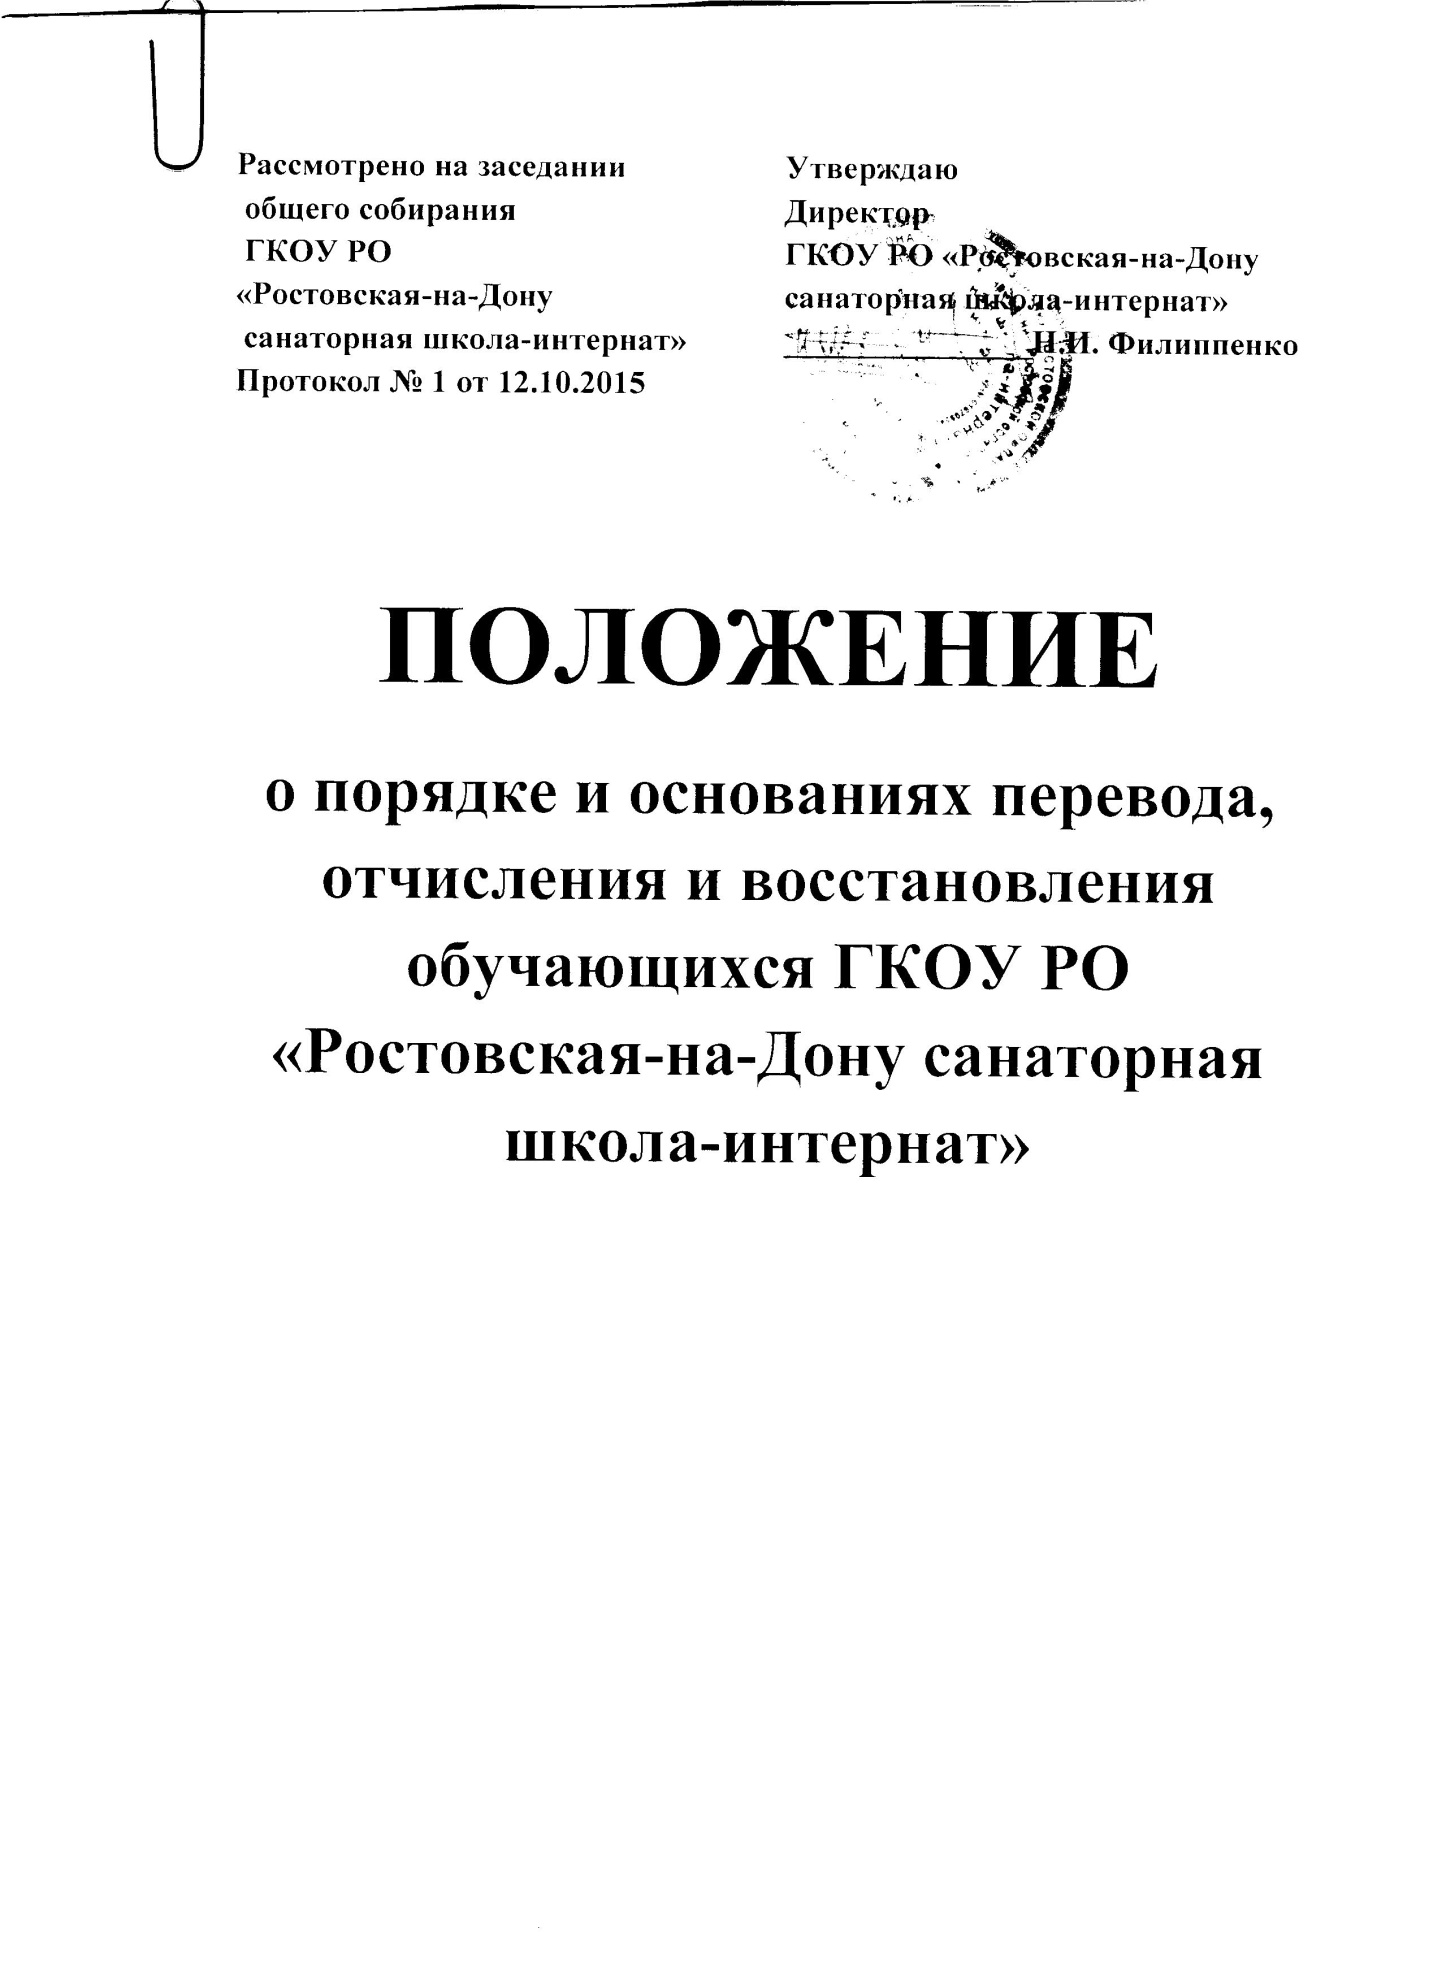 Рассмотрено на заседании
общего собирания
ГКОУ РО
«Ростовская-на-Дону
санаторная школа-интернат»
Протокол № 1 от 12.10.2015
Утверждаю
Директор
ГКОУ РО «Ростовская-на-Дону
санаторная школа-интернат»
Н.И. Филиппенко
ПОЛОЖЕНИЕ
о порядке и основаниях перевода,
отчисления и восстановления
обучающихся ГКОУ РО
«Ростовская-на-Дону санаторная
школа-интернат»